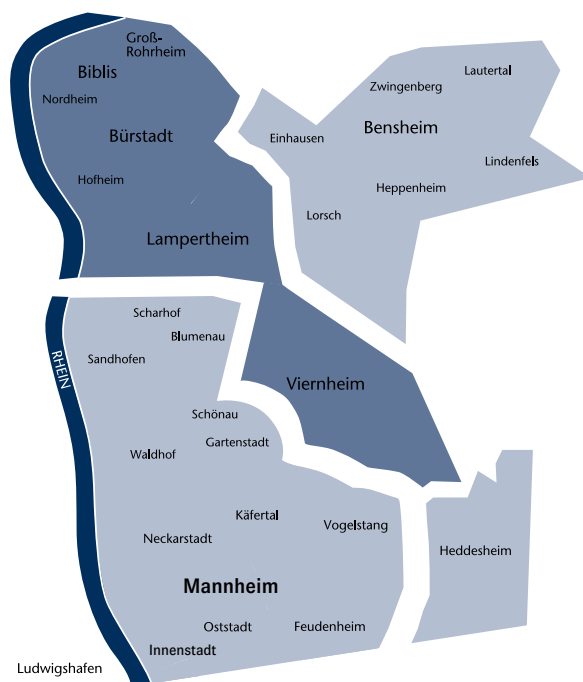 Groß-
Rohrheim
Biblis
Nordheim
Bürstadt
Hofheim
Lampertheim
Lautertal
Zwingenberg
Einhausen
Bensheim
Lindenfels
Heppenheim
Lorsch
Scharhof
Blumenau
Sandhofen
RHEIN
Viernheim
Schönau
Gartenstadt
Waldhof
Käfertal
Vogelstang
Neckarstadt
Heddesheim
Mannheim
Oststadt
Feudenheim
Innenstadt
Ludwigshafen